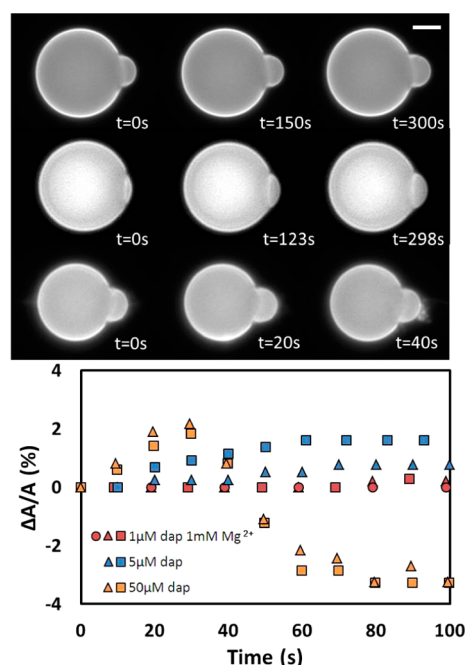 t=0s t=150s t=300s
t=0s t=123s t=298s
t=0s t=20s t=40s
4
2
0
-2
-4
ΔA/A (%)
1μM dap 1mM Mg²⁺
5μM dap
50μM dap
0 20 40 60 80 100
Time (s)